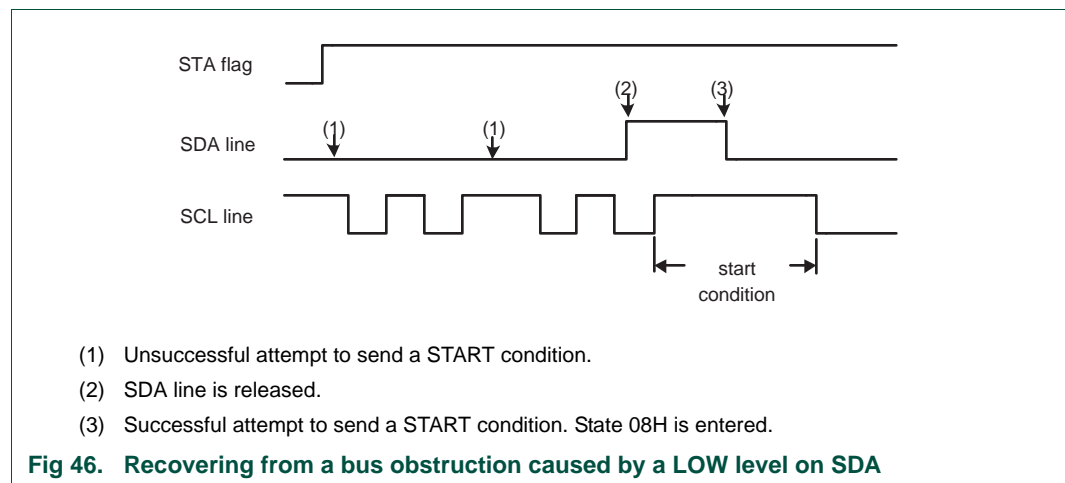 STA flag
(2) (3)
(1) (1)
SDA line
SCL line
start
condition
(1) Unsuccessful attempt to send a START condition.
(2) SDA line is released.
(3) Successful attempt to send a START condition. State 08H is entered.
Fig 46. Recovering from a bus obstruction caused by a LOW level on SDA